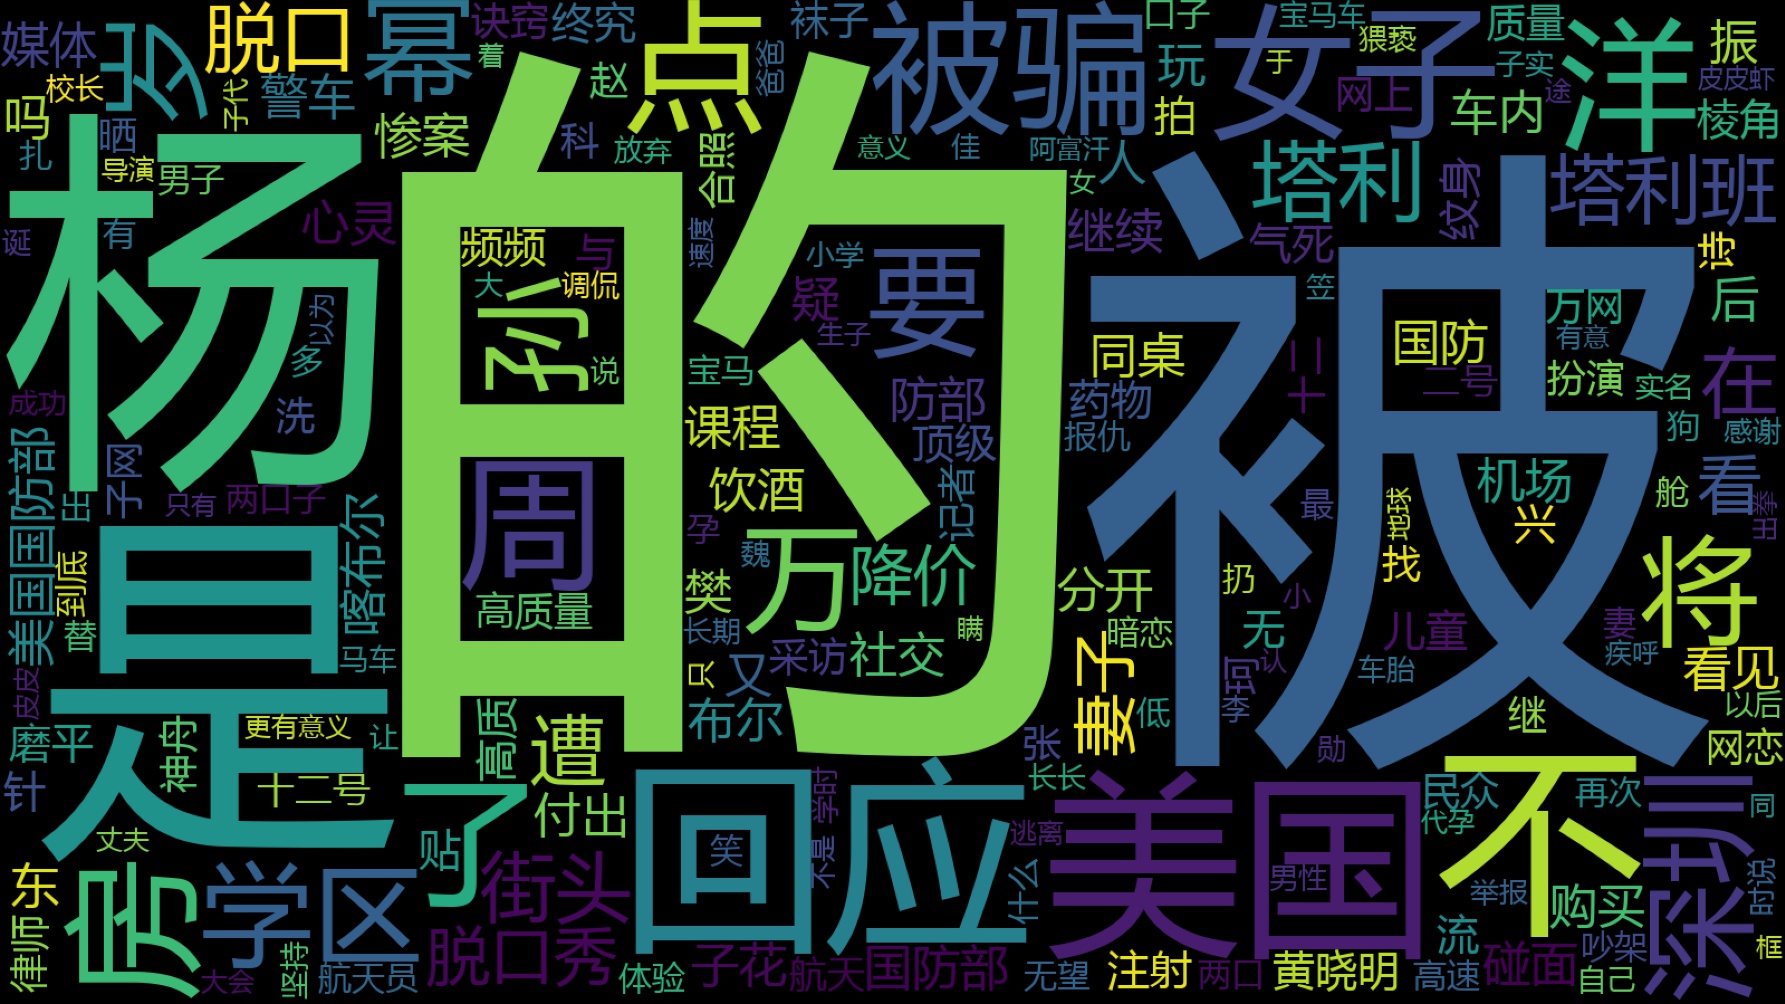 媒体
岁
脱口
幂
诀窍
终究
点
袜子
被骗
口子
宝马车
女子
猥亵
质量
洋
振
校长
吗
子代
警车
着
赵
爸爸
玩
于
网上
子实
途
皮皮虾
扎
晒
惨案
科
放弃
合照
意义
佳
阿富汗
拍
人
车内
棱角
导演
男子
杨
的
被
塔利
纹身
塔利班
诞
有
心灵
频频
与
速度
小学
要
女
继续
气死
后
以为
大
孙
调侃
疑
生子
笠
万网
多
说
宝马
同桌
国防
有意
在
成功
洗
课程
防部
药物
二十
二号
扮演
实名
顶级
报仇
狗
感谢
美国国防部
子网
周
饮酒
记者
机场
看
出
只有
两口子
喀布尔
孕
最
地球
舱
出拳
到底
是
魏
万
降价
兴
找
将
高质量
樊
分开
扔
小
替
马车
长期
瞒
暗恋
无
儿童
妻
疾呼
皮皮
只
又
采访
社交
妻子
认
车胎
看见
磨平
神舟
更有意义
让
高质
布尔
低
李
以后
遭
张
勋
继
网恋
针
十二号
了
付出
回应
长长
美国
不
民众
再次
深圳
同
丈夫
贴
笑
不是
学时
逃离
代孕
东
房
学区
街头
什么
男性
举报
购买
时说
律师
脱口秀
流
吵架
框
大会
坚持
航天员
体验
子花
航天
国防部
无望
注射
两口
黄晓明
高速
碰面
自己